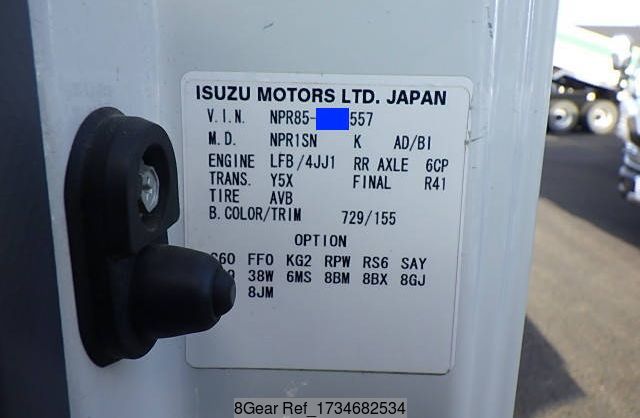 ISUZU MOTORS LTD. JAPAN
V.I.N. NPR85- 557
M.D. NPR1SN K AD/BI
ENGINE LFB/4JJ1 RR AXLE 6CP
TRANS. Y5X FINAL R41
TIRE AVB
B.COLOR/TRIM 729/155
OPTION
FF0 KG2 RPW RS6 SAY
38W 6MS 8BM 8BX 8GJ
8JM
8Gear Ref_1734682534